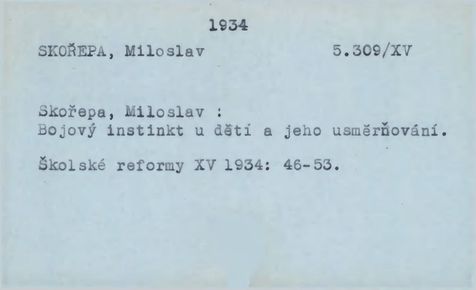 1934
SKOŘEPA, Miloslav 5.309/XV
Skořepa, Miloslav :
Bojový instinkt u dětí a jeho usměrňování.
Školské reformy XV 1934: 46-53.